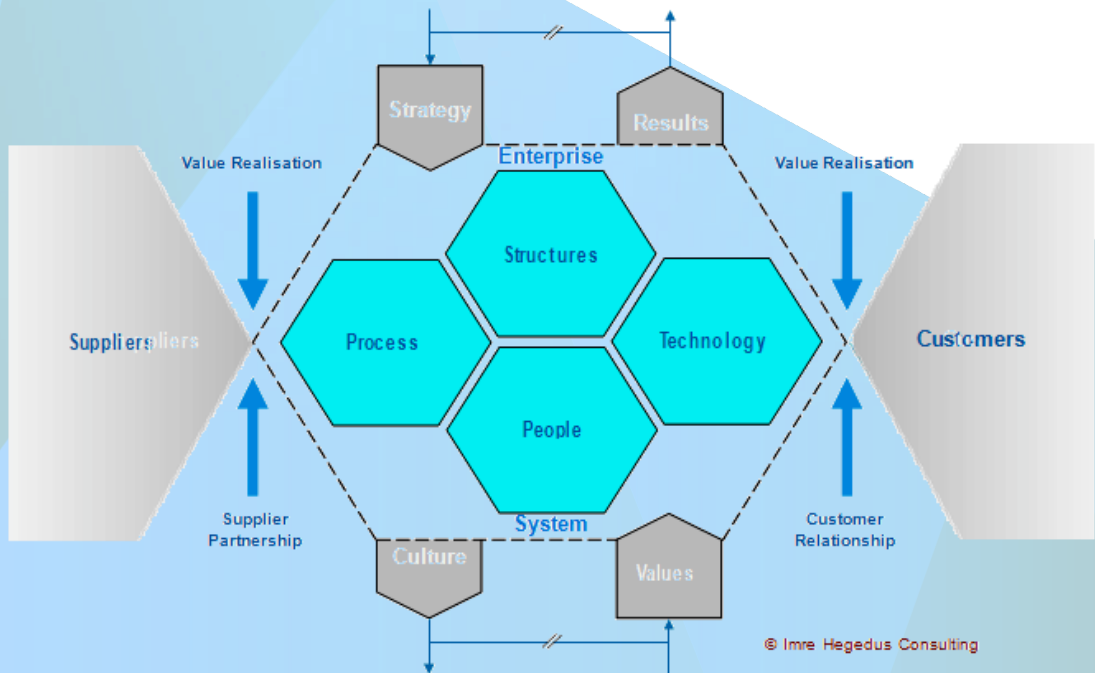 Strategy
Results
Enterprise
Value Realisation
Value Realisation
Structures
Suppliers
Process
Technology
Customers
People
System
Supplier
Partnership
Customer
Relationship
Culture
Values
© Imre Hegedus Consulting